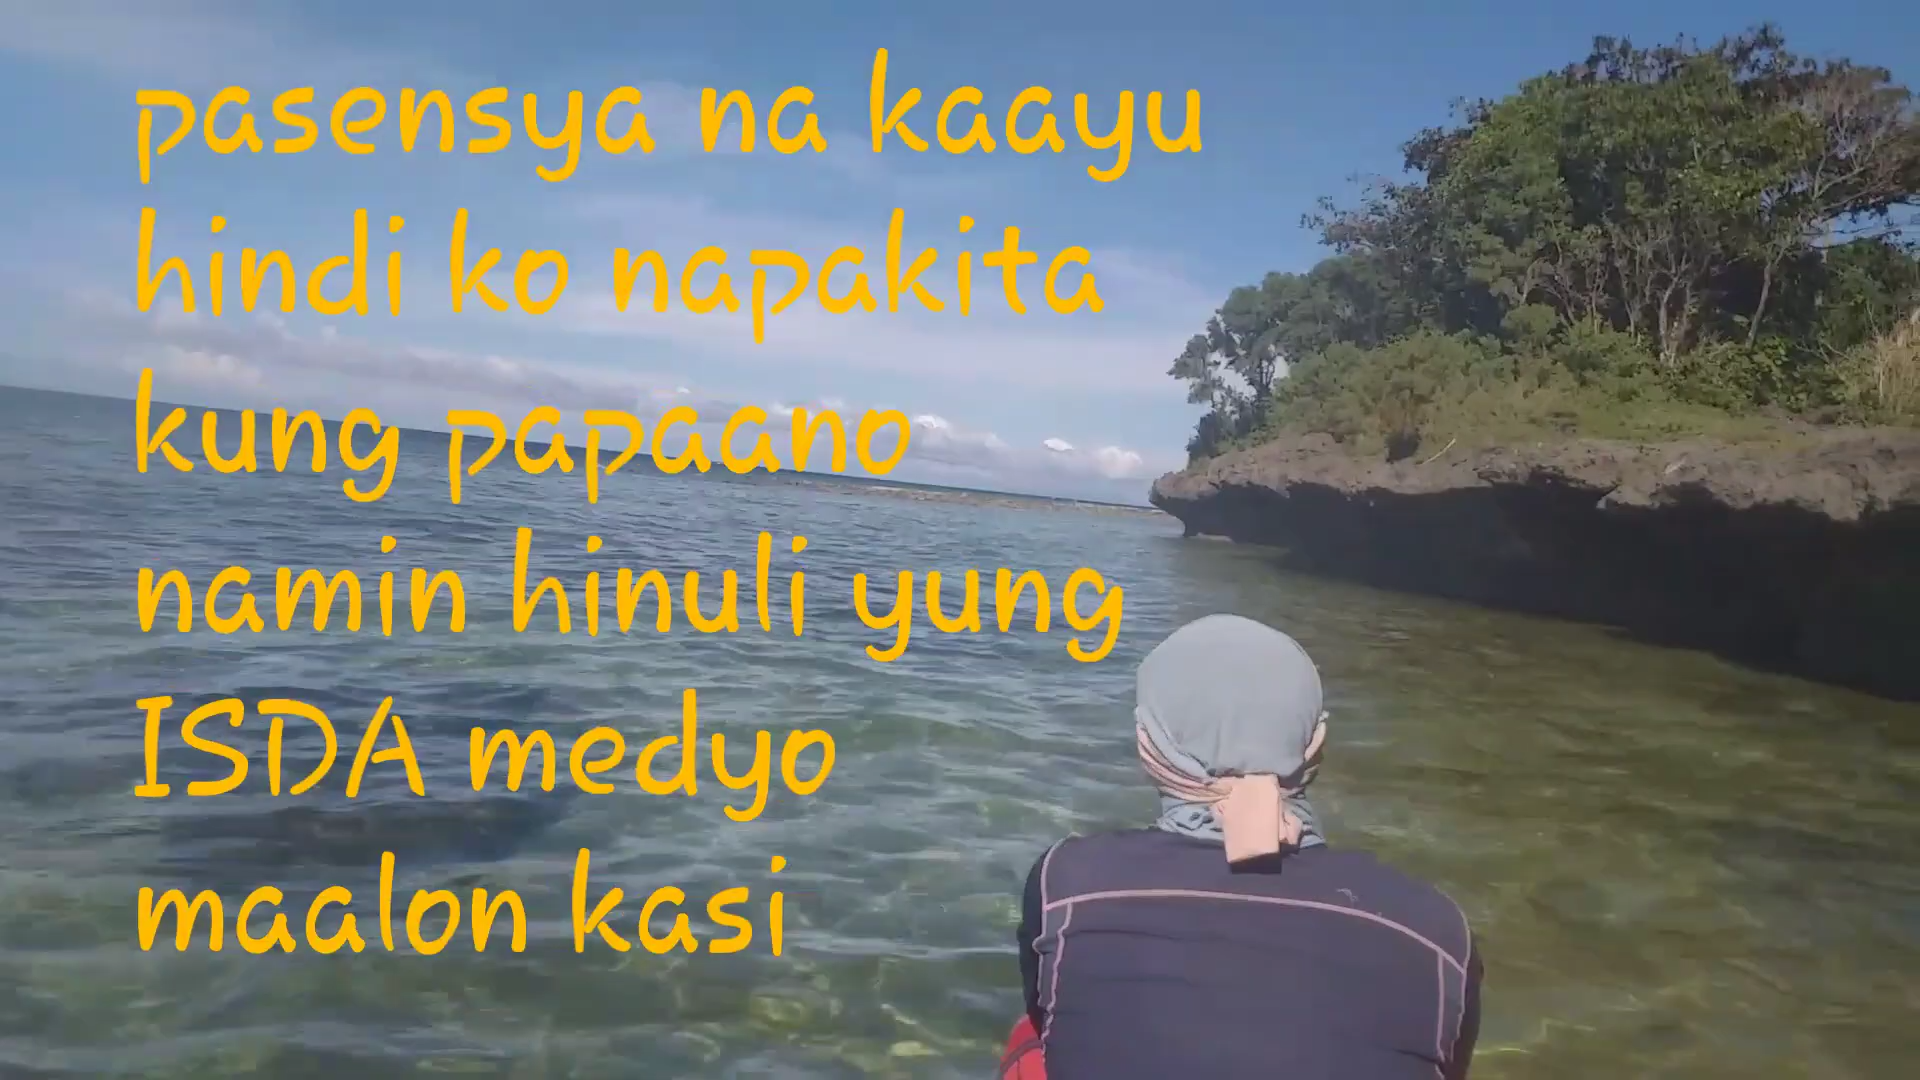 pasensya na kaayu
hindi ko napakita
kung papaano
namin hinuli yung
ISDA medyo
maalon kasi